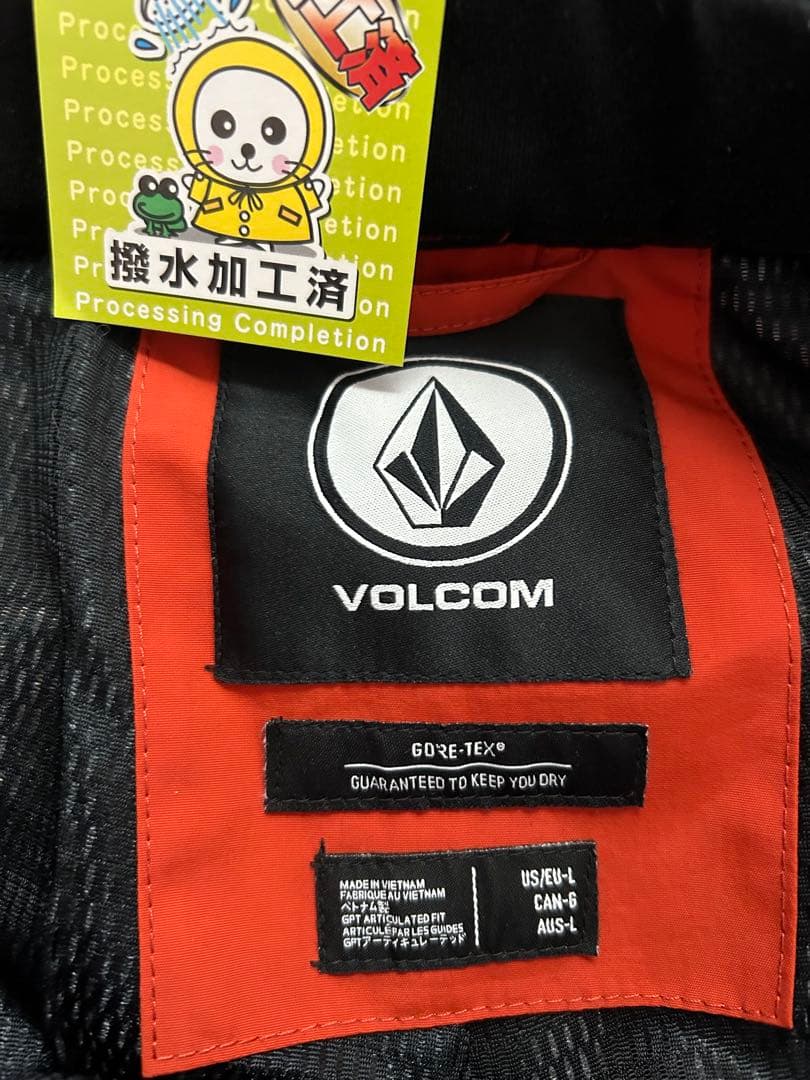 Processing Completion
撥水加工済
Processing Completion
VOLCOM
GORE-TEX®
GUARANTEED TO KEEP YOU DRY
MADE IN VIETNAM
FABRIQUE AU VIETNAM
ベトナム製
GPT ARTICULATED FIT
ARTICULÉ PAR LES GUIDES
GPTアーティキュレーテッド
US/EU-L
CAN-G
AUS-L